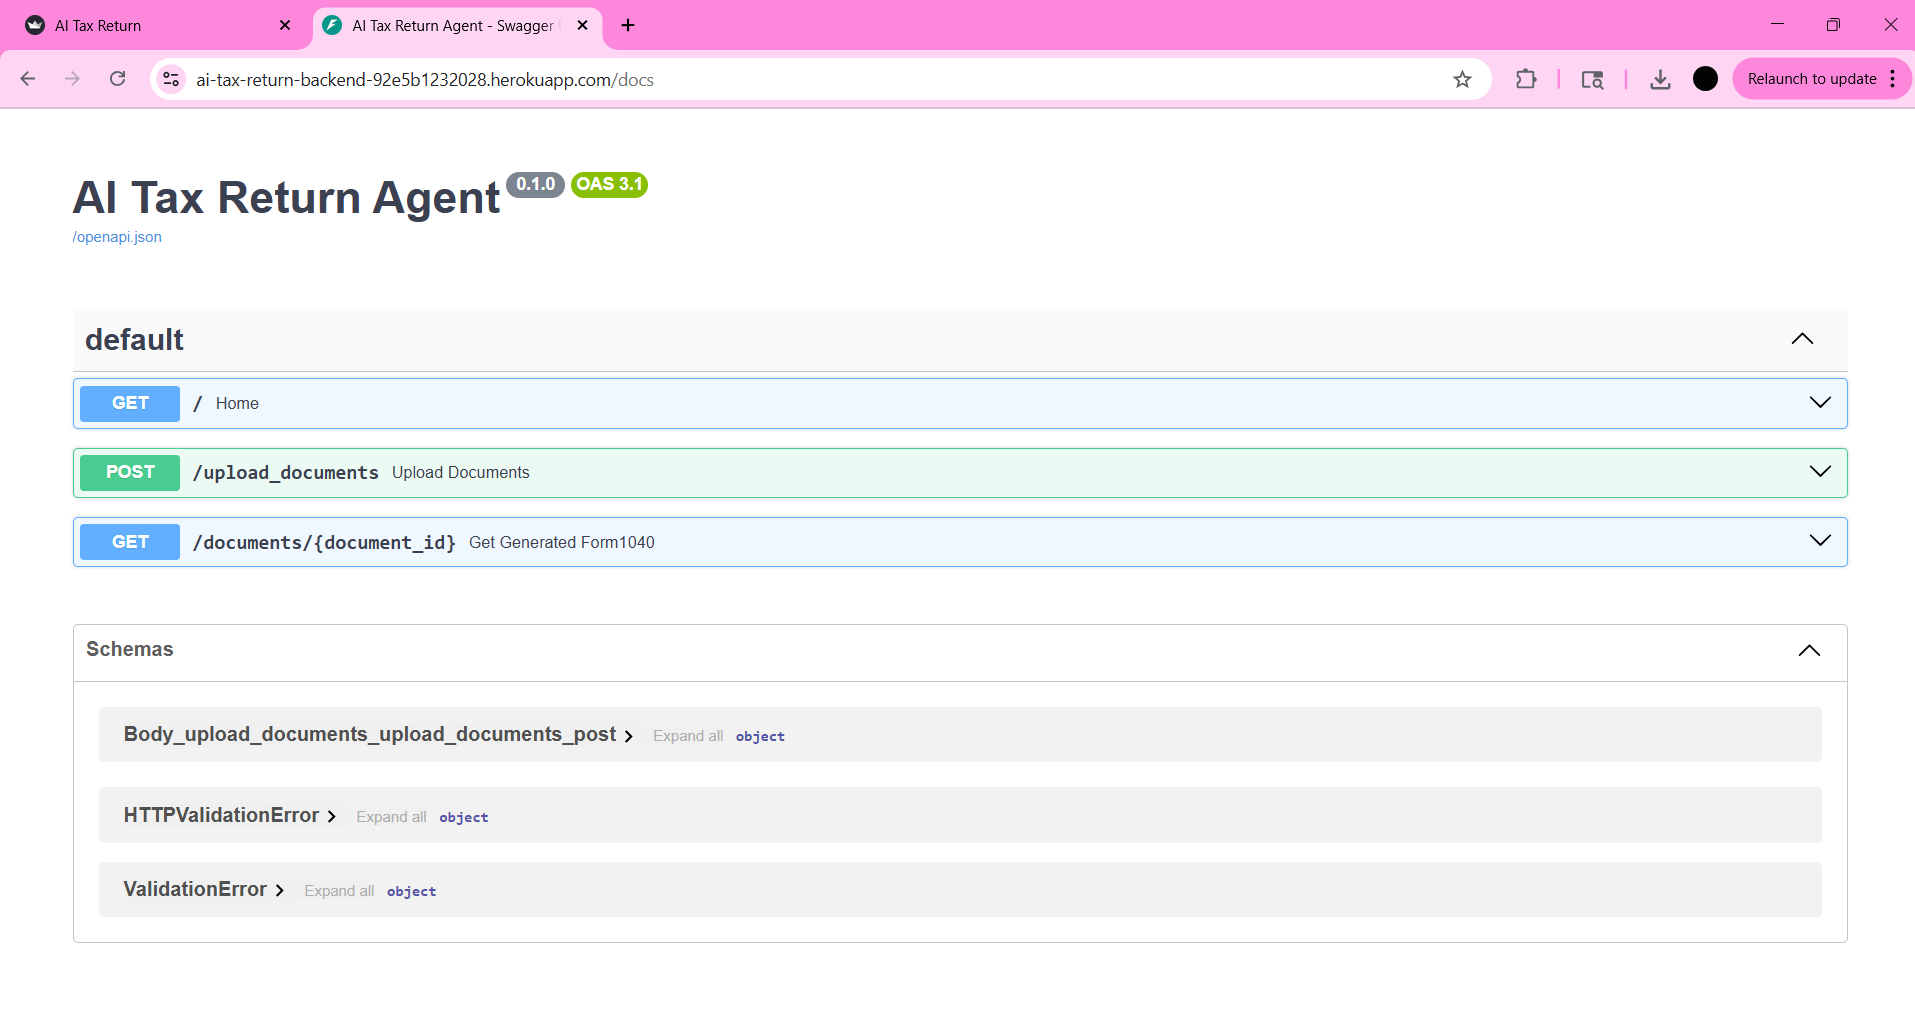 AI Tax Return
AI Tax Return Agent - Swagger
ai-tax-return-backend-92e5b1232028.herokuapp.com/docs
Relaunch to update
AI Tax Return Agent 0.1.0 OAS 3.1
/openapi.json
default
GET / Home
POST /upload_documents Upload Documents
GET /documents/{document_id} Get Generated Form1040
Schemas
Body_upload_documents_upload_documents_post Expand all object
HTTPValidationError Expand all object
ValidationError Expand all object